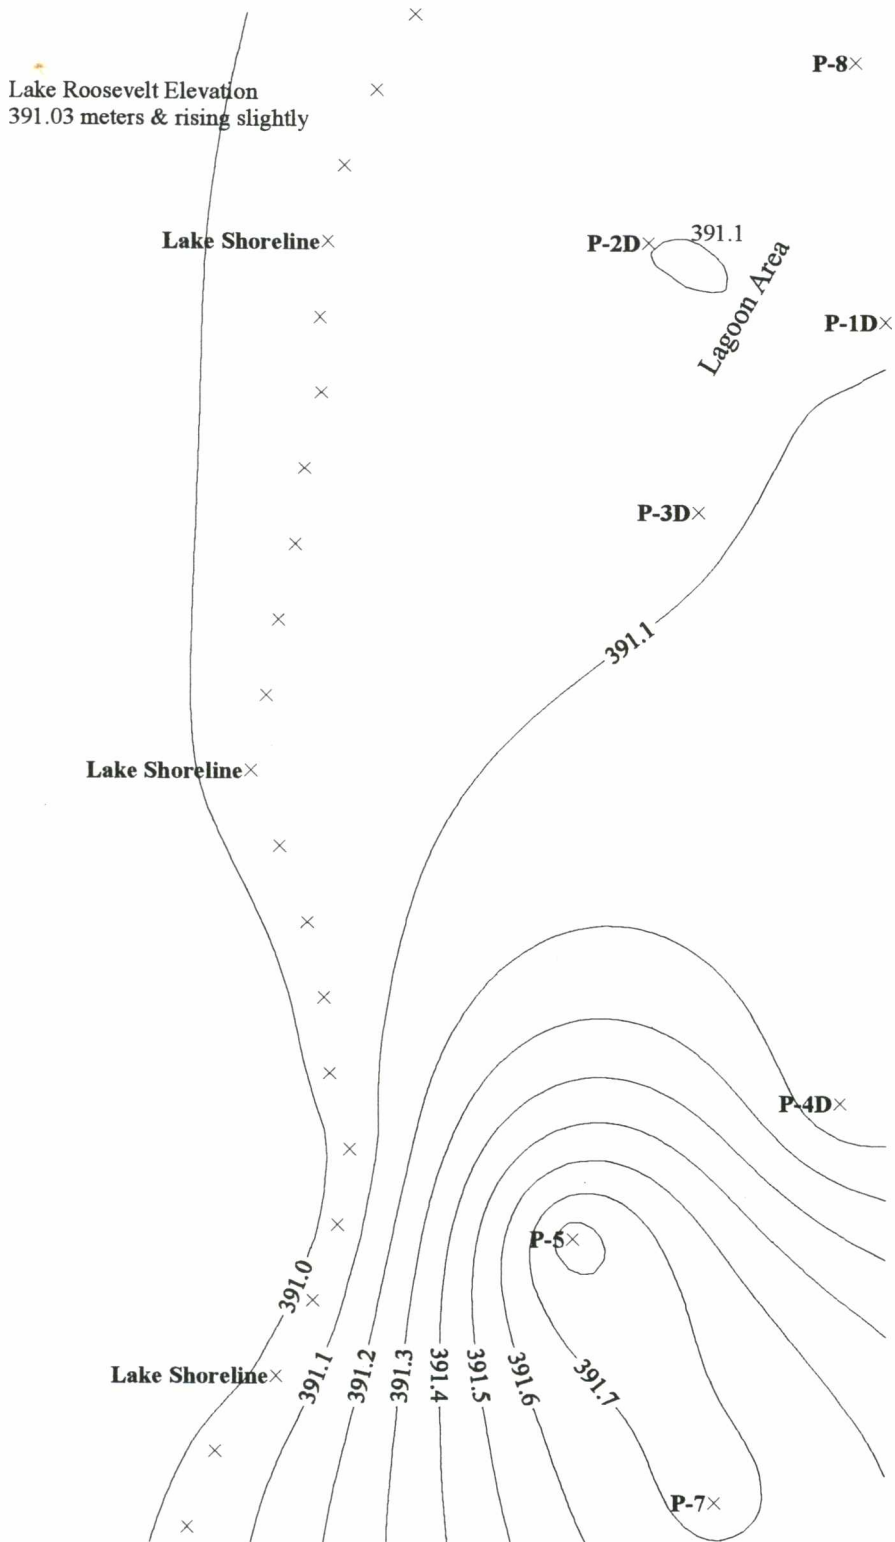 P-8
Lake Roosevelt Elevation
391.03 meters & rising slightly
Lake Shoreline
P-2D
391.1
Lagoon Area
P-1D
P-3D
391.1
Lake Shoreline
P-4D
P-5
391.0
Lake Shoreline
391.1
391.2
391.3
391.4
391.5
391.6
391.7
P-7